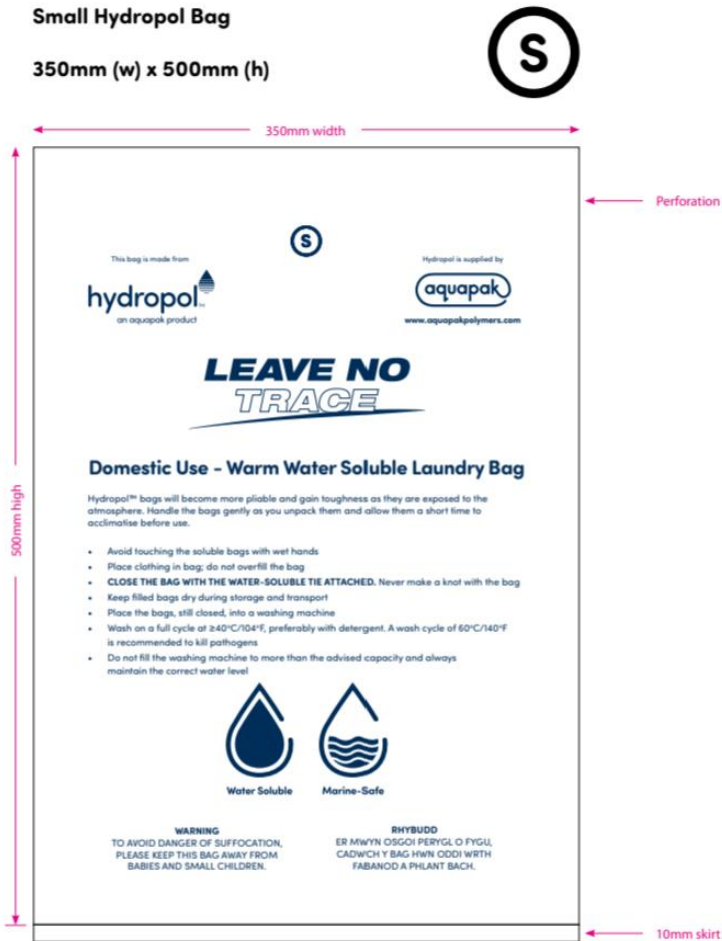 Small Hydropol Bag
350mm (w) x 500mm (h)
S
350mm width
Perforation
S
This bag is made from
hydropol™
an aquapak product
Hydropol is supplied by
aquapak
www.aquapakpolymers.com
LEAVE NO
TRACE
Domestic Use - Warm Water Soluble Laundry Bag
Hydropol™ bags will become more pliable and gain toughness as they are exposed to the
atmosphere. Handle the bags gently as you unpack them and allow them a short time to
acclimatise before use.
• Avoid touching the soluble bags with wet hands
• Place clothing in bag; do not overfill the bag
• CLOSE THE BAG WITH THE WATER-SOLUBLE TIE ATTACHED. Never make a knot with the bag
• Keep filled bags dry during storage and transport
• Place the bags, still closed, into a washing machine
• Wash on a full cycle at ≥40°C/104°F, preferably with detergent. A wash cycle of 60°C/140°F
is recommended to kill pathogens
• Do not fill the washing machine to more than the advised capacity and always
maintain the correct water level
500mm high
Water Soluble
Marine-Safe
WARNING
TO AVOID DANGER OF SUFFOCATION,
PLEASE KEEP THIS BAG AWAY FROM
BABIES AND SMALL CHILDREN.
RHYBUDD
ER MWYN OSGOI PERYGL O FYGU,
CADWCH Y BAG HWN ODDI WRTH
FABANOD A PHLANT BACH.
10mm skirt